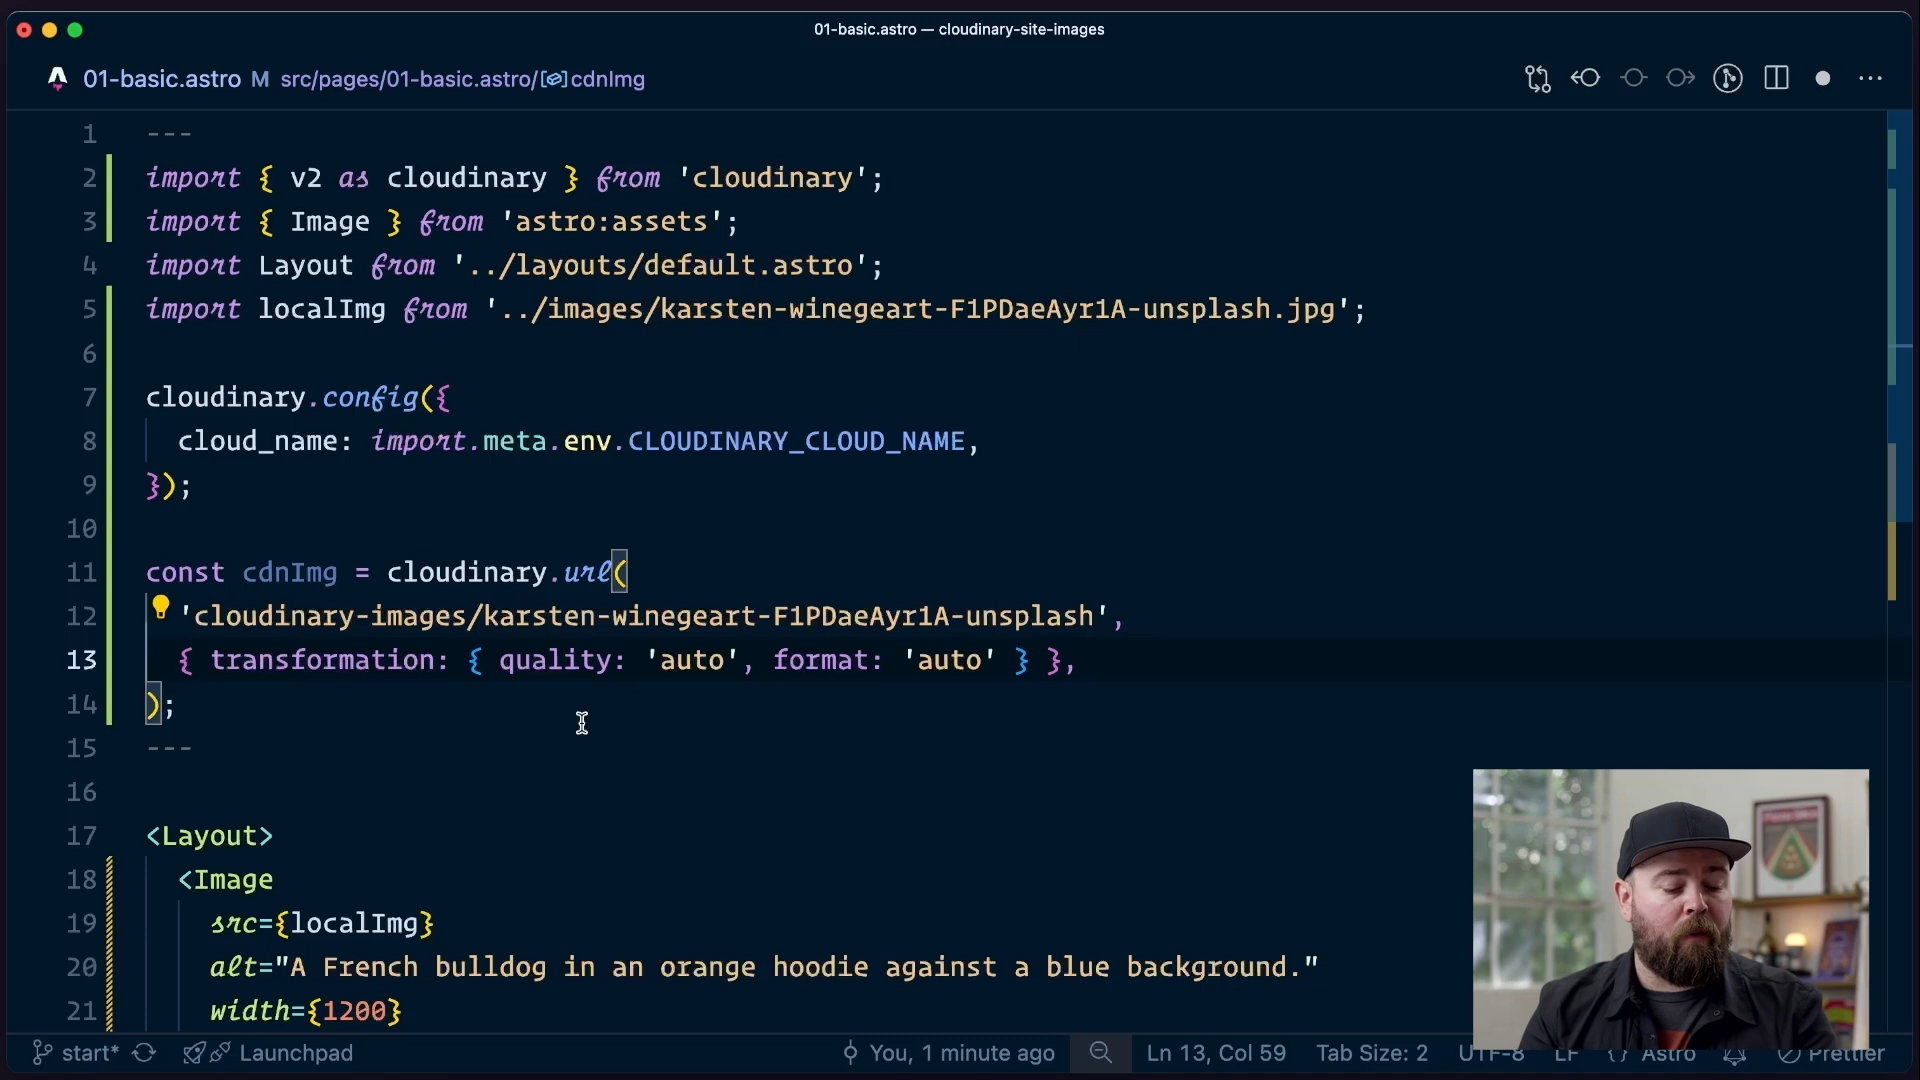 01-basic.astro — cloudinary-site-images
01-basic.astro M src/pages/01-basic.astro/cdnImg
1 ---
2 import { v2 as cloudinary } from 'cloudinary';
3 import { Image } from 'astro:assets';
4 import Layout from '../layouts/default.astro';
5 import localImg from '../images/karsten-winegeart-F1PDaeAyr1A-unsplash.jpg';
6
7 cloudinary.config({
8 cloud_name: import.meta.env.CLOUDINARY_CLOUD_NAME,
9 });
10
11 const cdnImg = cloudinary.url(
12 'cloudinary-images/karsten-winegeart-F1PDaeAyr1A-unsplash',
13 { transformation: { quality: 'auto', format: 'auto' } },
14 );
15 ---
16
17 <Layout>
18 <Image
19 src={localImg}
20 alt="A French bulldog in an orange hoodie against a blue background."
21 width={1200}
start* Launchpad You, 1 minute ago Ln 13, Col 59 Tab Size: 2 UTF-8 LF {} Astro Prettier